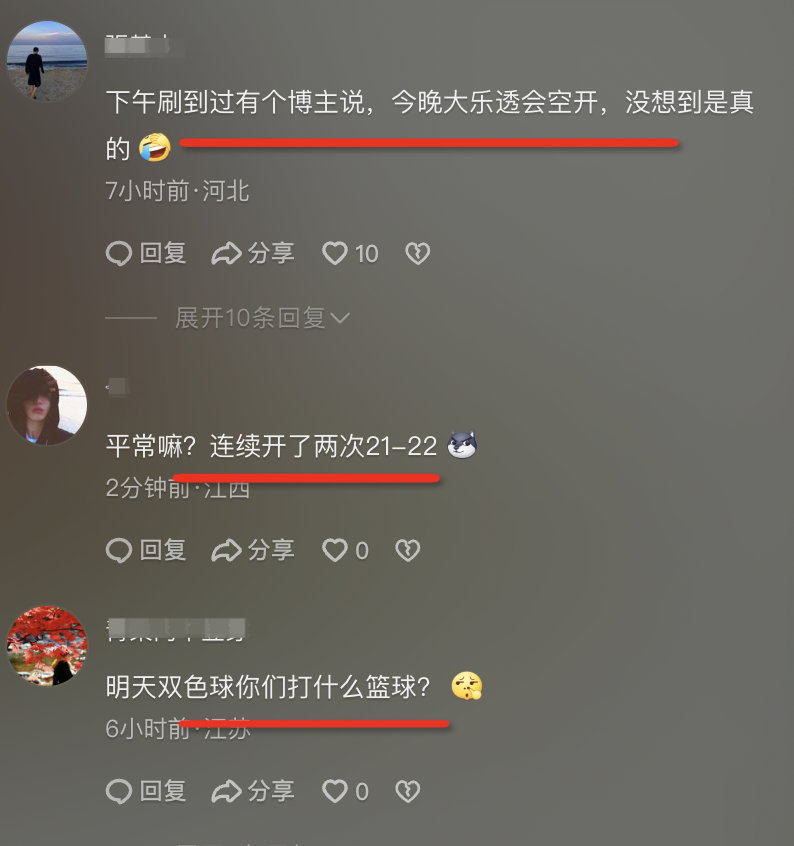 下午刷到过有个博主说，今晚大乐透会空开，没想到是真
的
7小时前·河北
回复 分享 10
展开10条回复
平常嘛？连续开了两次21-22
2分钟前·江西
回复 分享 0
明天双色球你们打什么篮球？
6小时前·江苏
回复 分享 0